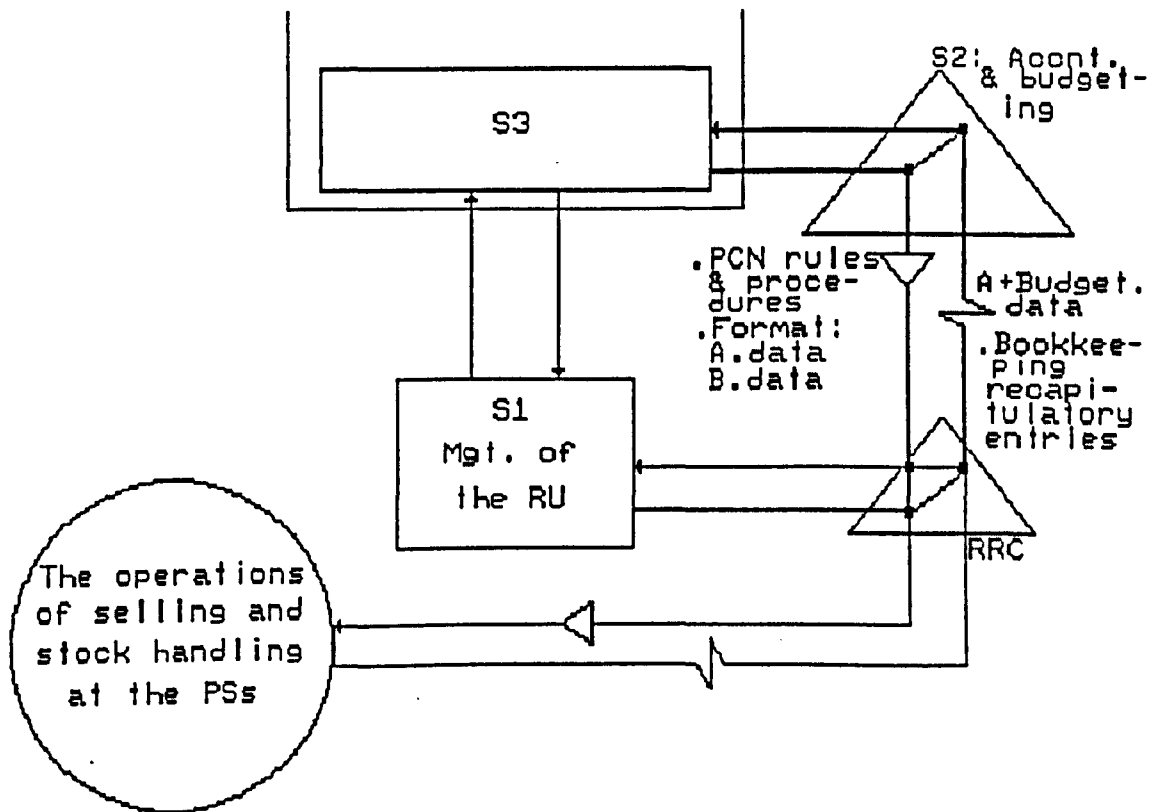 S2: Acont.
& budget-
ing
S3
.PCN rules
& proce-
dures
.Format:
A.data
B.data
A+Budget.
data
.Bookkee-
ping
recapi-
tulatory
entries
S1
Mgt. of
the RU
RRC
The operations
of selling and
stock handling
at the PSs